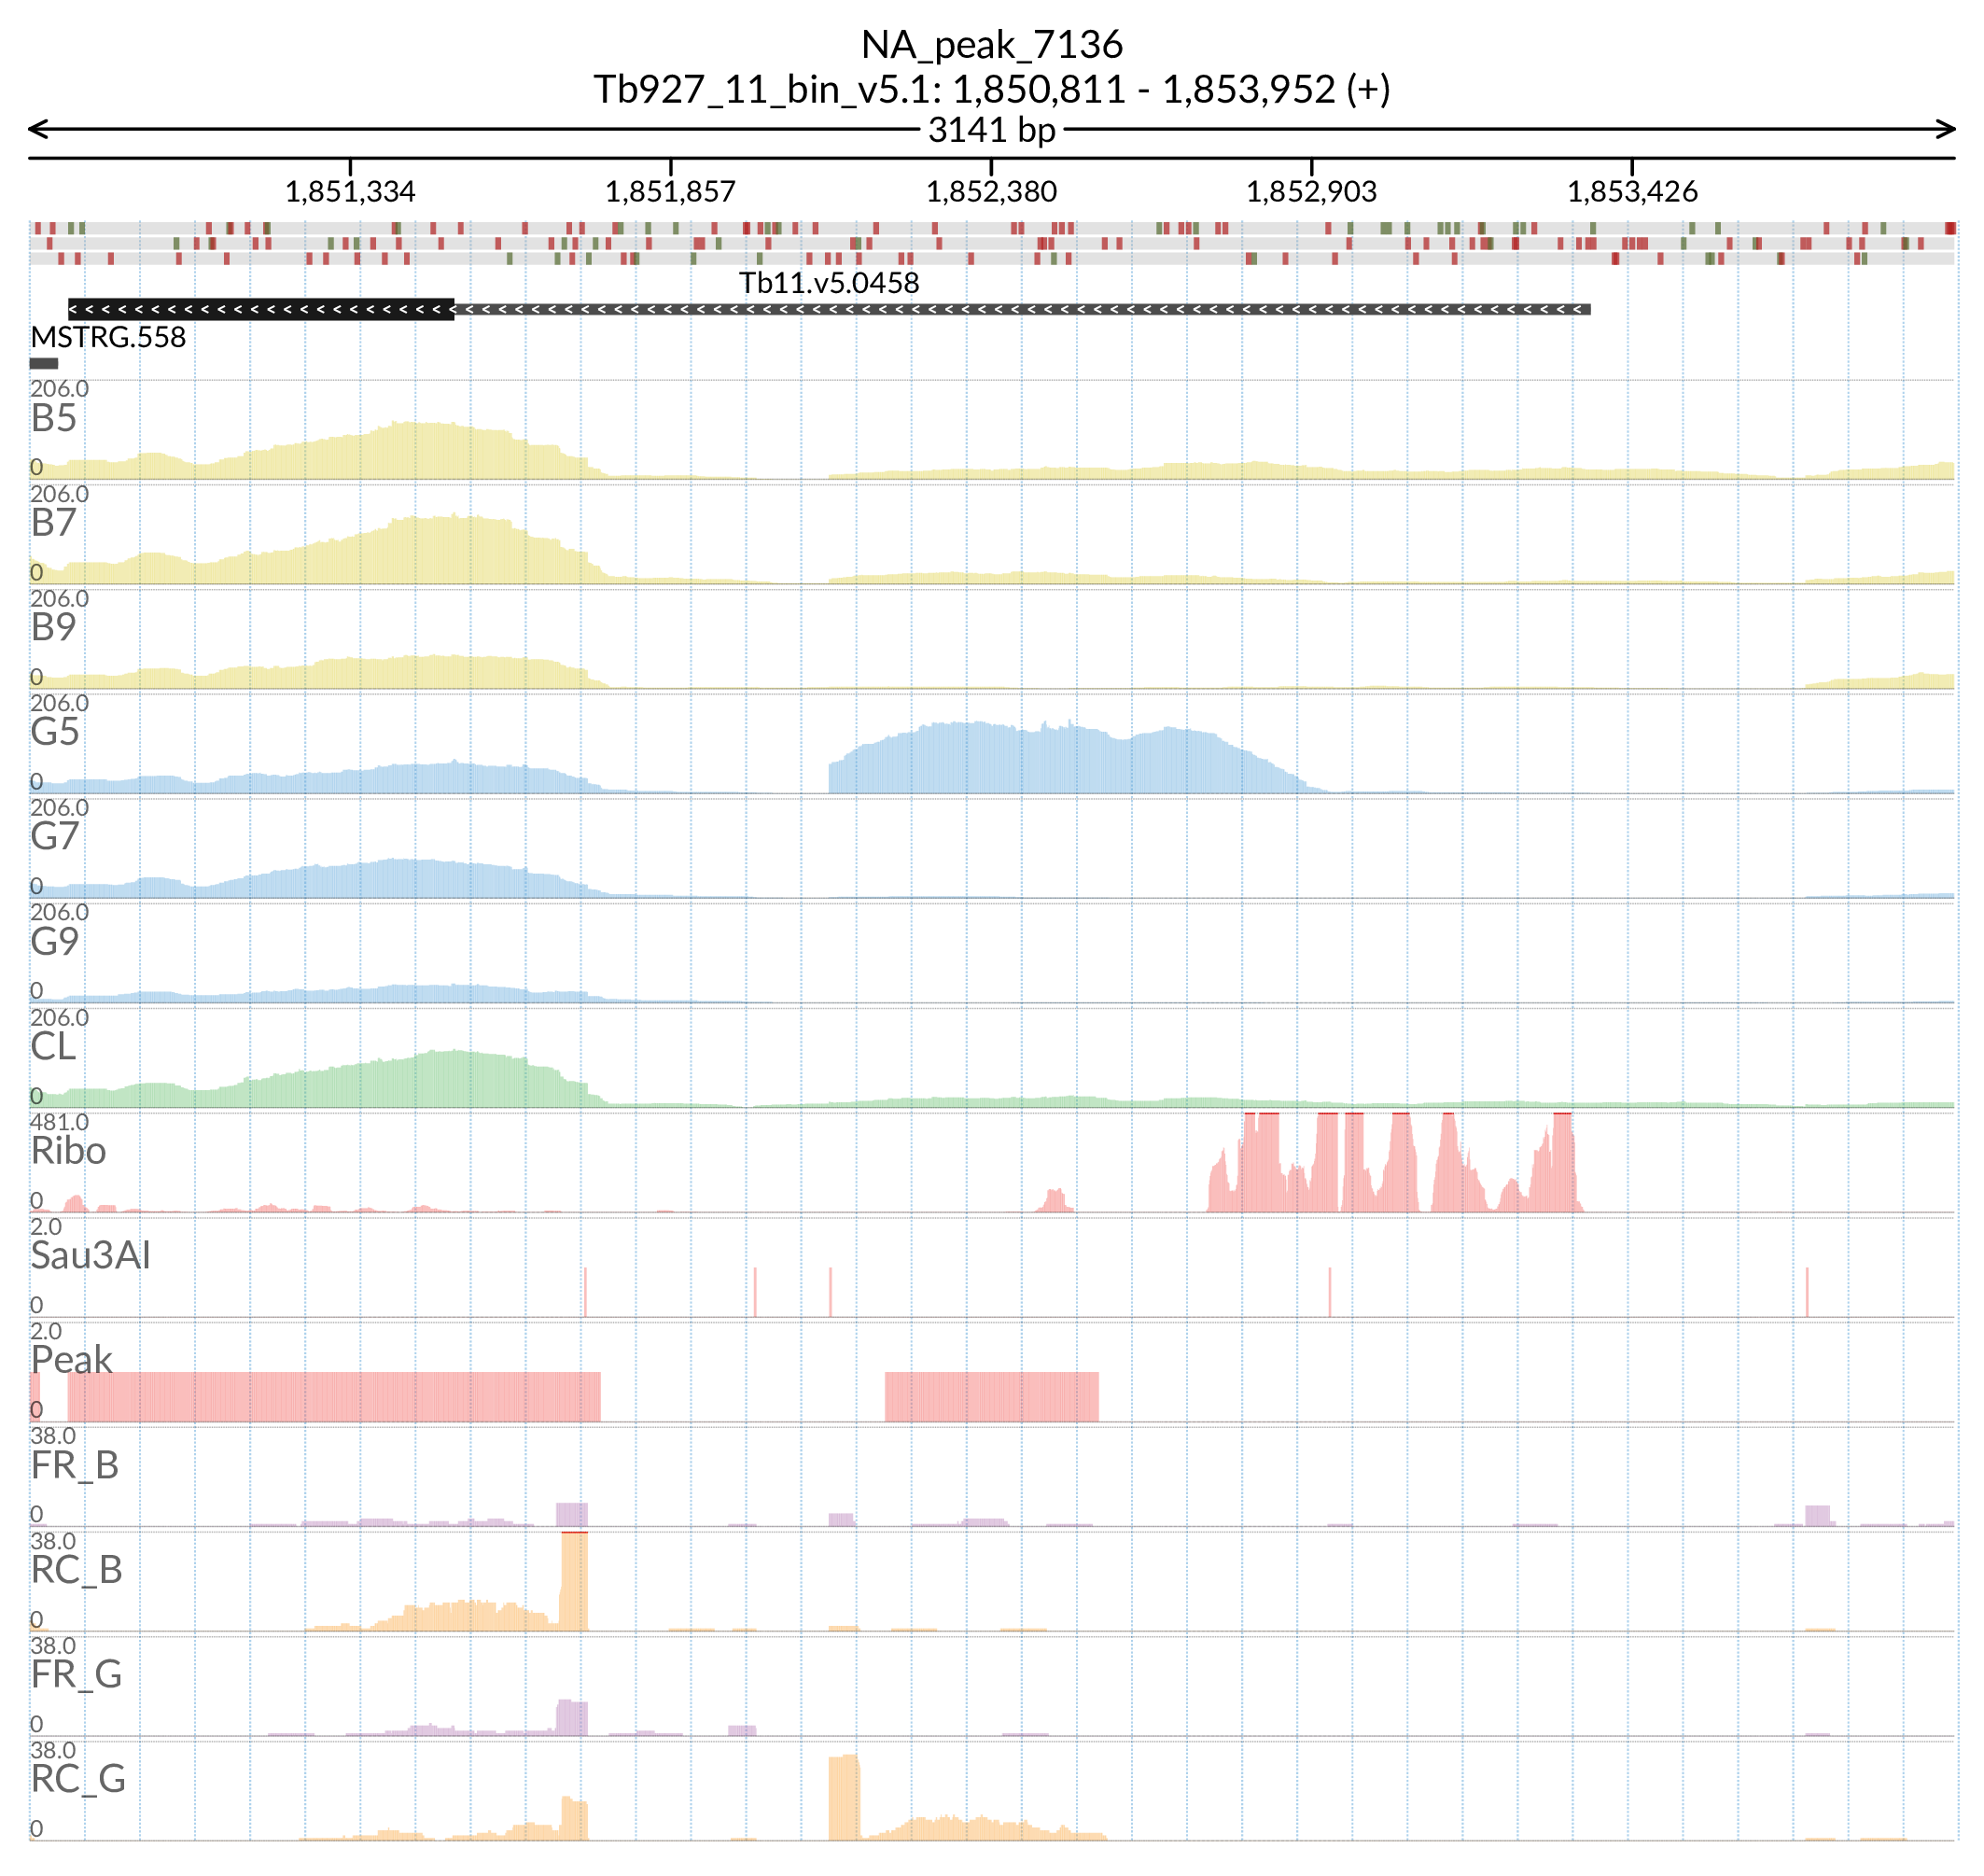 NA_peak_7136
Tb927_11_bin_v5.1: 1,850,811 - 1,853,952 (+)
3141 bp
1,851,334 1,851,857 1,852,380 1,852,903 1,853,426
Tb11.v5.0458
MSTRG.558
206.0
B5
0
206.0
B7
0
206.0
B9
0
206.0
G5
0
206.0
G7
0
206.0
G9
0
206.0
CL
0
481.0
Ribo
0
2.0
Sau3AI
0
2.0
Peak
0
38.0
FR_B
0
38.0
RC_B
0
38.0
FR_G
0
38.0
RC_G
0